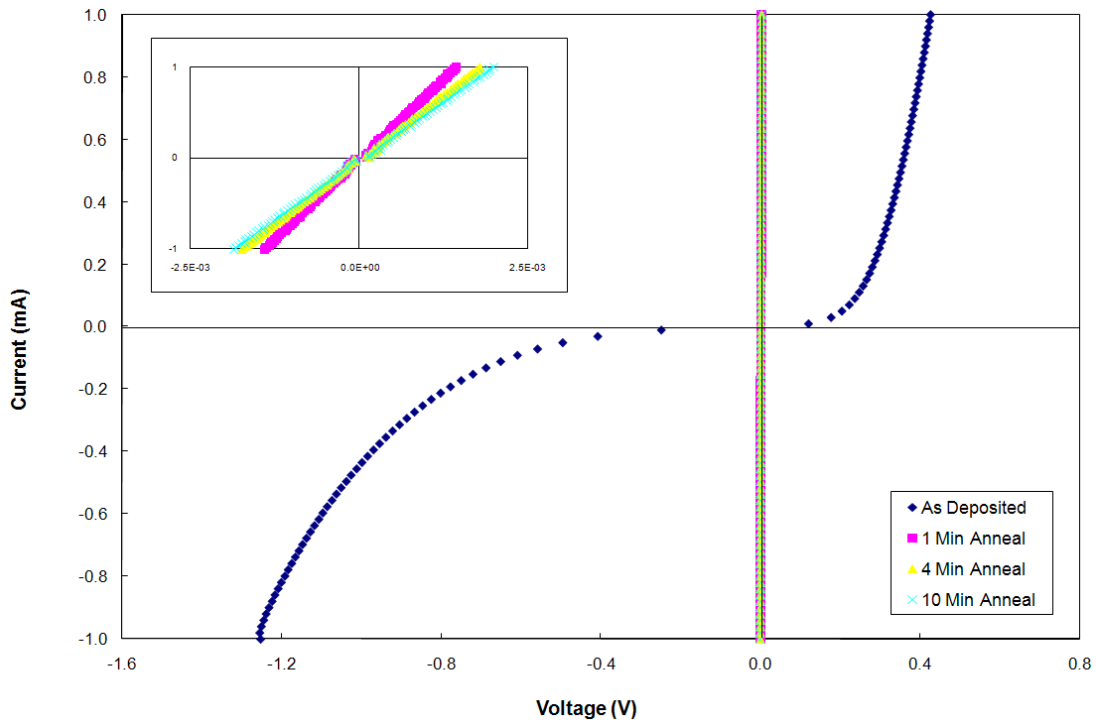 1.0
0.8
0.6
0.4
0.2
0.0
-0.2
-0.4
-0.6
-0.8
-1.0
Current (mA)
1
0
-1
-2.5E-03 0.0E+00 2.5E-03
As Deposited
1 Min Anneal
4 Min Anneal
10 Min Anneal
-1.6 -1.2 -0.8 -0.4 0.0 0.4 0.8
Voltage (V)